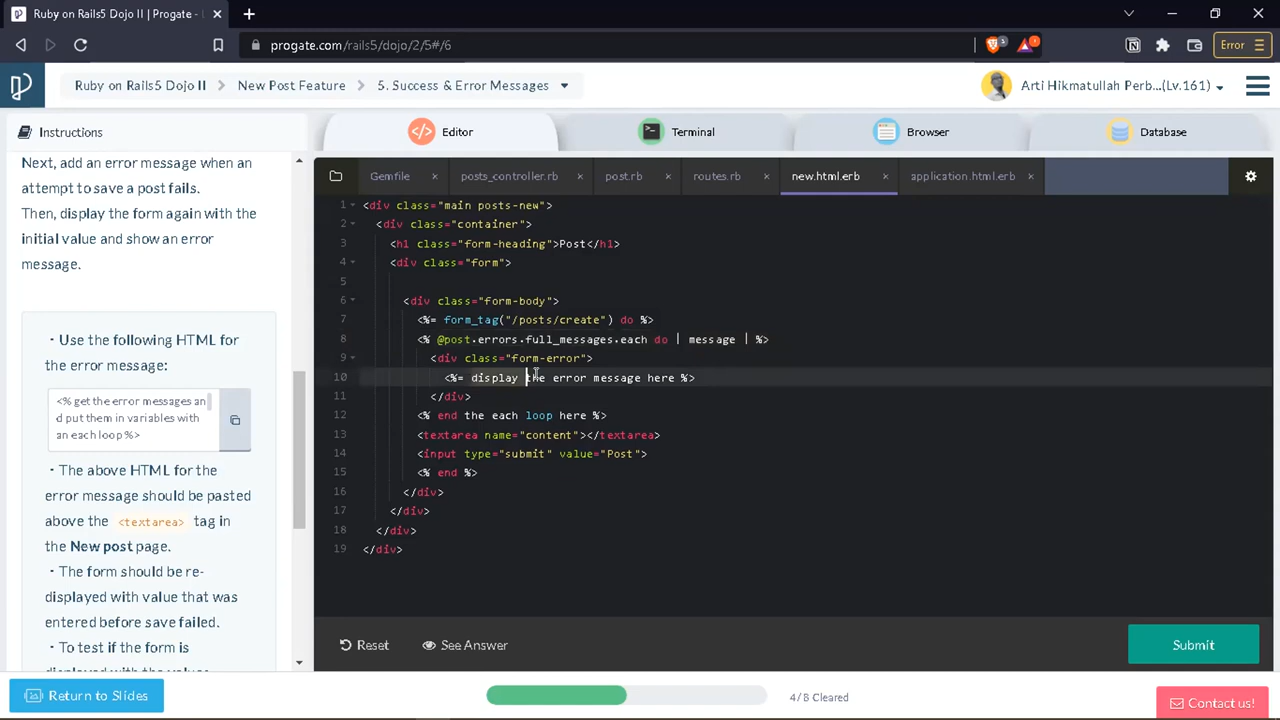 Ruby on Rails5 Dojo II | Progate -
progate.com/rails5/dojo/2/5#/6
Error
Ruby on Rails5 Dojo II
New Post Feature
5. Success & Error Messages
Arti Hikmatullah Perb...(Lv.161)
Instructions
Editor
Terminal
Browser
Database
Next, add an error message when an
attempt to save a post fails.
Then, display the form again with the
initial value and show an error
message.
・Use the following HTML for
the error message:
<% get the error messages an
d put them in variables with
an each loop %>
・The above HTML for the
error message should be pasted
above the <textarea> tag in
the New post page.
・The form should be re-
displayed with value that was
entered before save failed.
・To test if the form is
displayed with the values
Gemfile
posts_controller.rb
post.rb
routes.rb
new.html.erb
application.html.erb
1 <div class="main posts-new">
2 <div class="container">
3 <h1 class="form-heading">Post</h1>
4 <div class="form">
5
6 <div class="form-body">
7 <%= form_tag("/posts/create") do %>
8 <% @post.errors.full_messages.each do | message | %>
9 <div class="form-error">
10 <%= display the error message here %>
11 </div>
12 <% end the each loop here %>
13 <textarea name="content"></textarea>
14 <input type="submit" value="Post">
15 <% end %>
16 </div>
17 </div>
18 </div>
19 </div>
Reset
See Answer
Submit
Return to Slides
4/8 Cleared
Contact us!